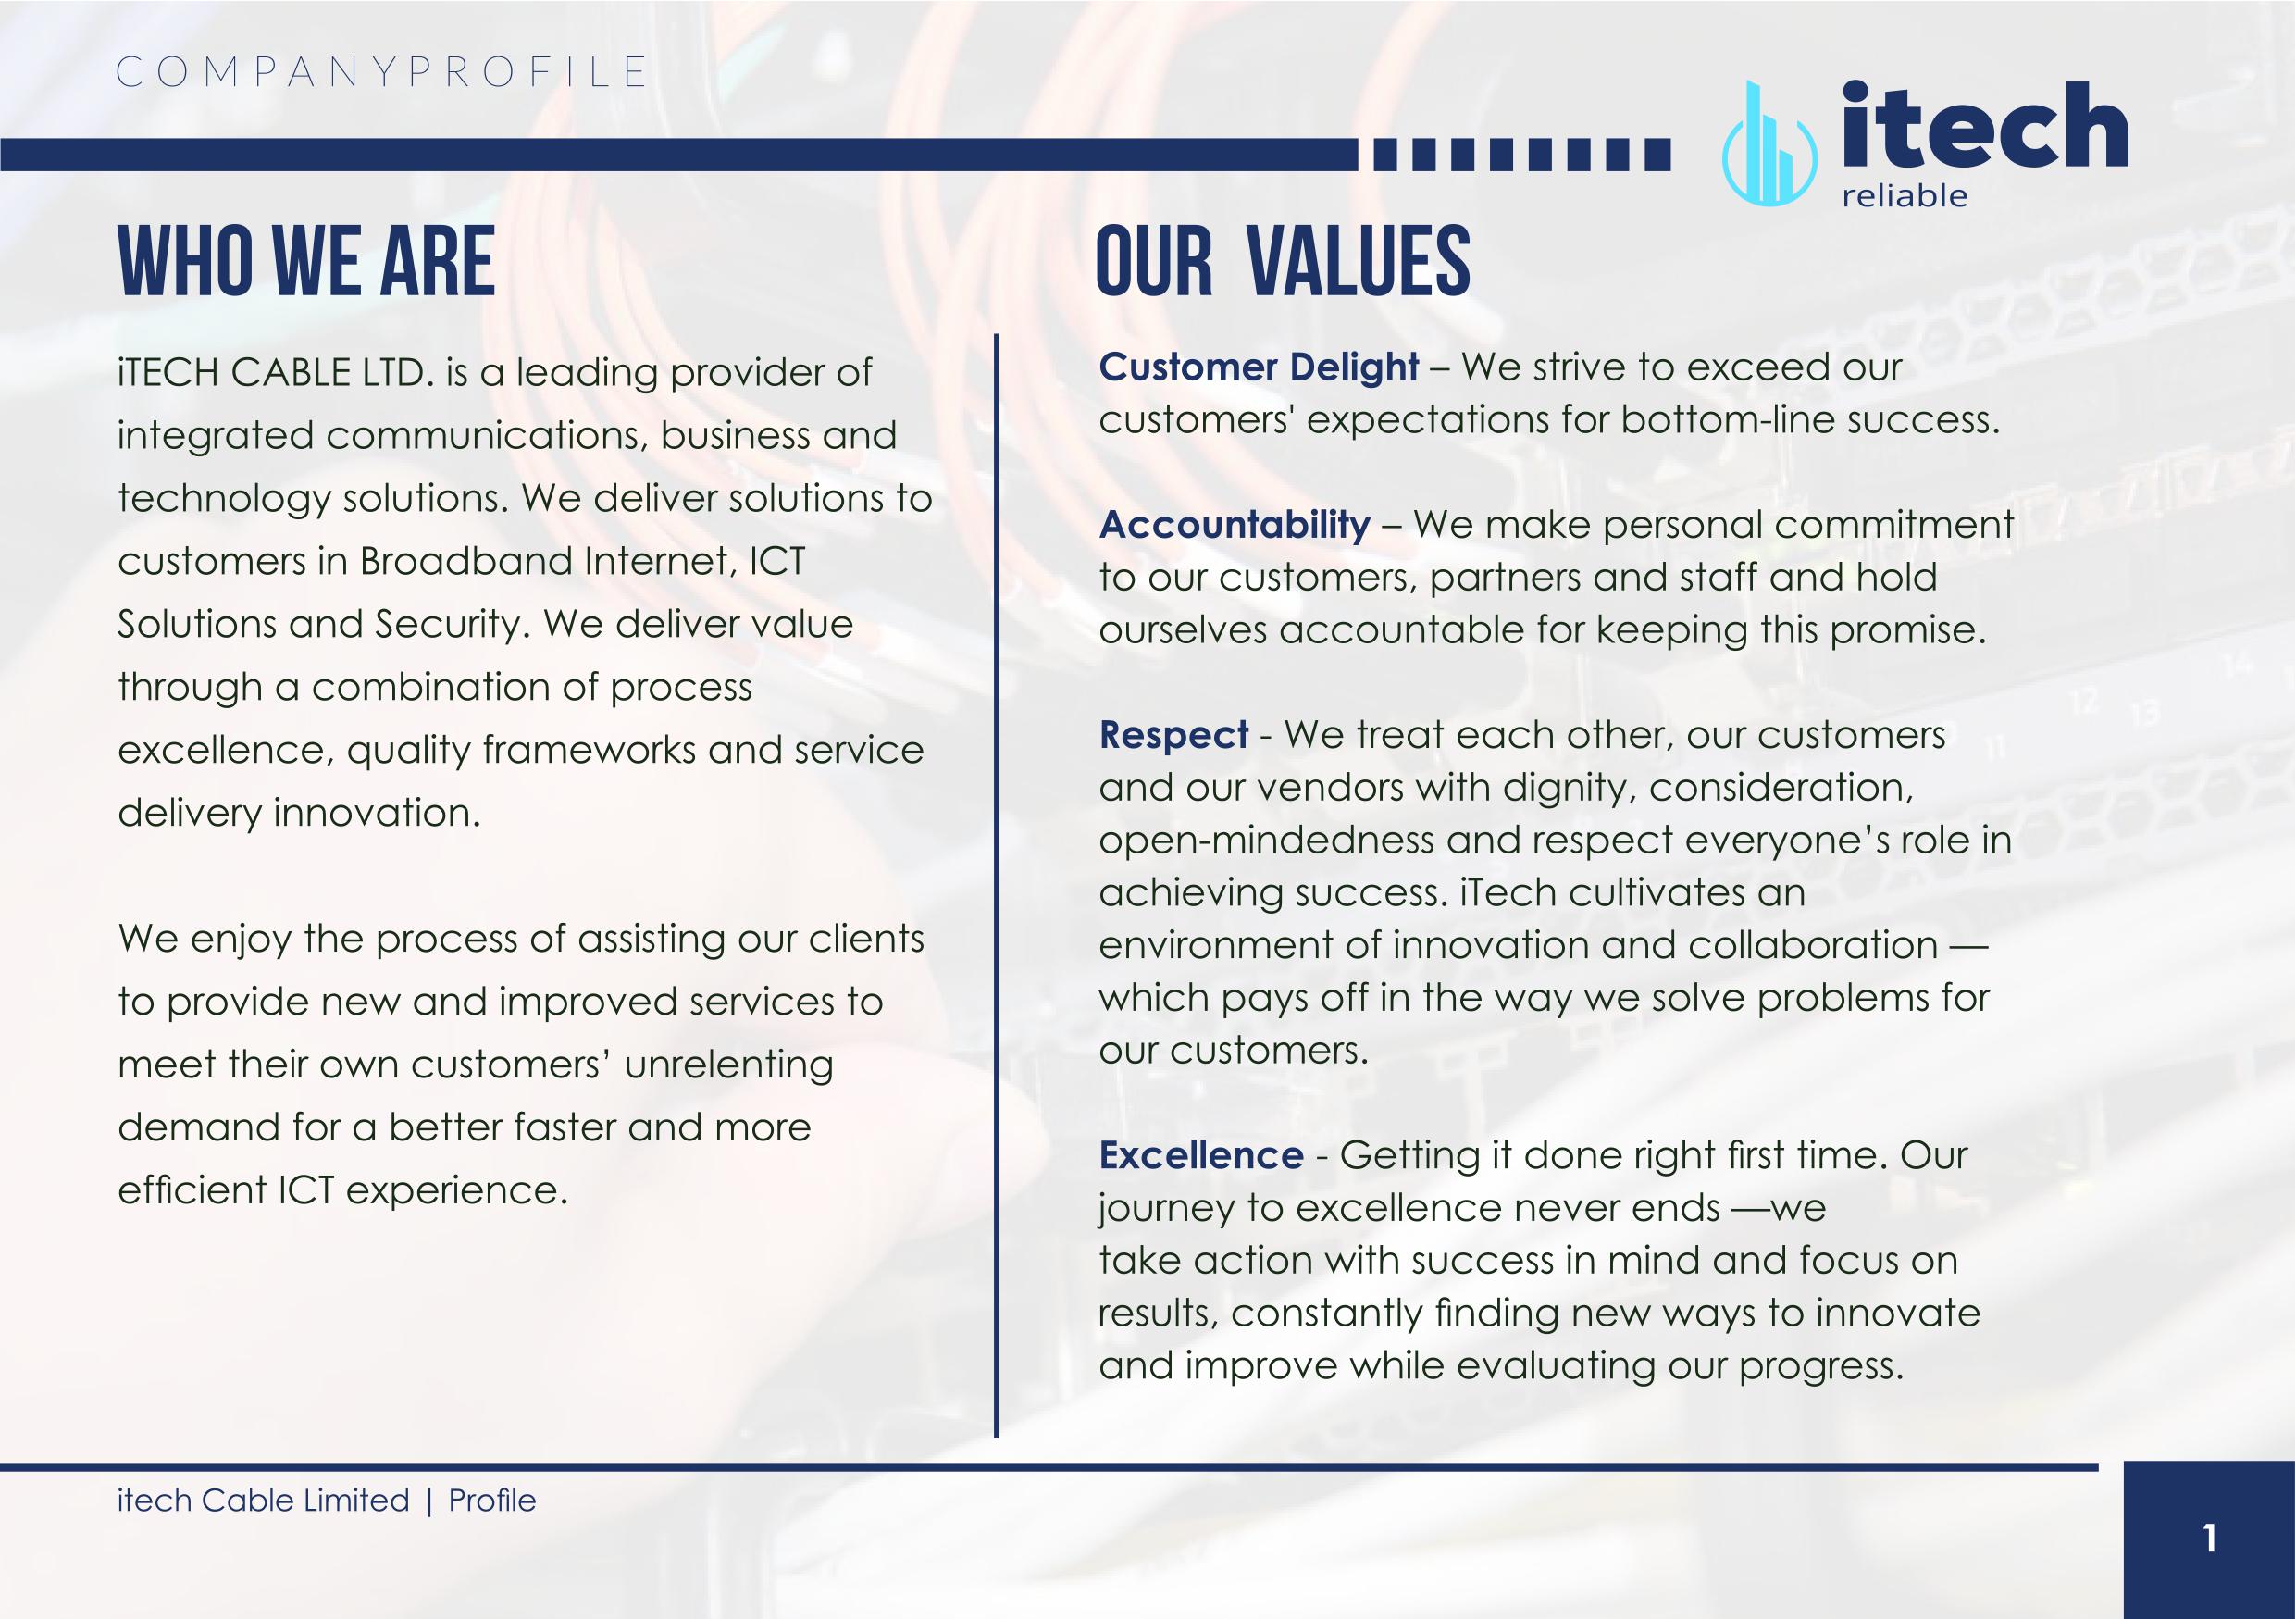 COMPANYPROFILE
itech
reliable
WHO WE ARE
iTECH CABLE LTD. is a leading provider of
integrated communications, business and
technology solutions. We deliver solutions to
customers in Broadband Internet, ICT
Solutions and Security. We deliver value
through a combination of process
excellence, quality frameworks and service
delivery innovation.
We enjoy the process of assisting our clients
to provide new and improved services to
meet their own customers’ unrelenting
demand for a better faster and more
efficient ICT experience.
OUR VALUES
Customer Delight – We strive to exceed our
customers' expectations for bottom-line success.
Accountability – We make personal commitment
to our customers, partners and staff and hold
ourselves accountable for keeping this promise.
Respect - We treat each other, our customers
and our vendors with dignity, consideration,
open-mindedness and respect everyone’s role in
achieving success. iTech cultivates an
environment of innovation and collaboration —
which pays off in the way we solve problems for
our customers.
Excellence - Getting it done right first time. Our
journey to excellence never ends —we
take action with success in mind and focus on
results, constantly finding new ways to innovate
and improve while evaluating our progress.
11
12
13
14
itech Cable Limited | Profile
1